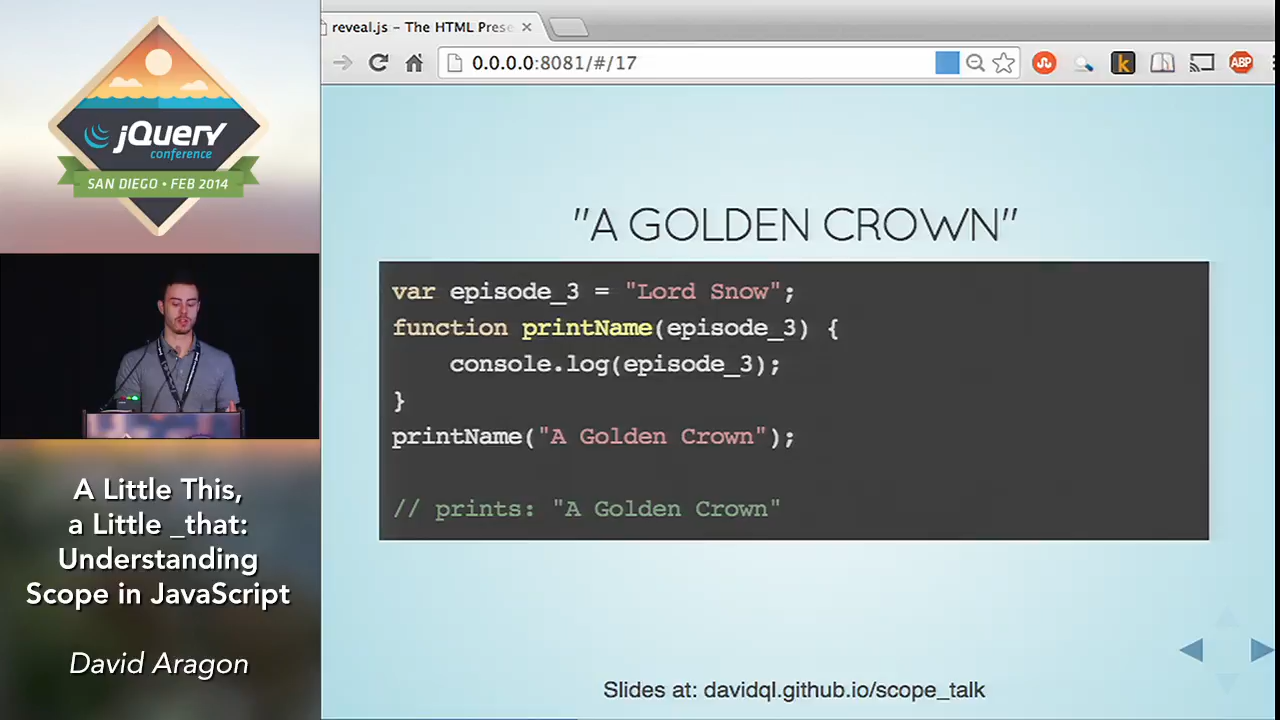 jQuery
conference
SAN DIEGO • FEB 2014
A Little This,
a Little _that:
Understanding
Scope in JavaScript
David Aragon
reveal.js – The HTML Prese
0.0.0.0:8081/#/17
k
ABP
"A GOLDEN CROWN"
var episode_3 = "Lord Snow";
function printName(episode_3) {
    console.log(episode_3);
}
printName("A Golden Crown");
// prints: "A Golden Crown"
Slides at: davidql.github.io/scope_talk